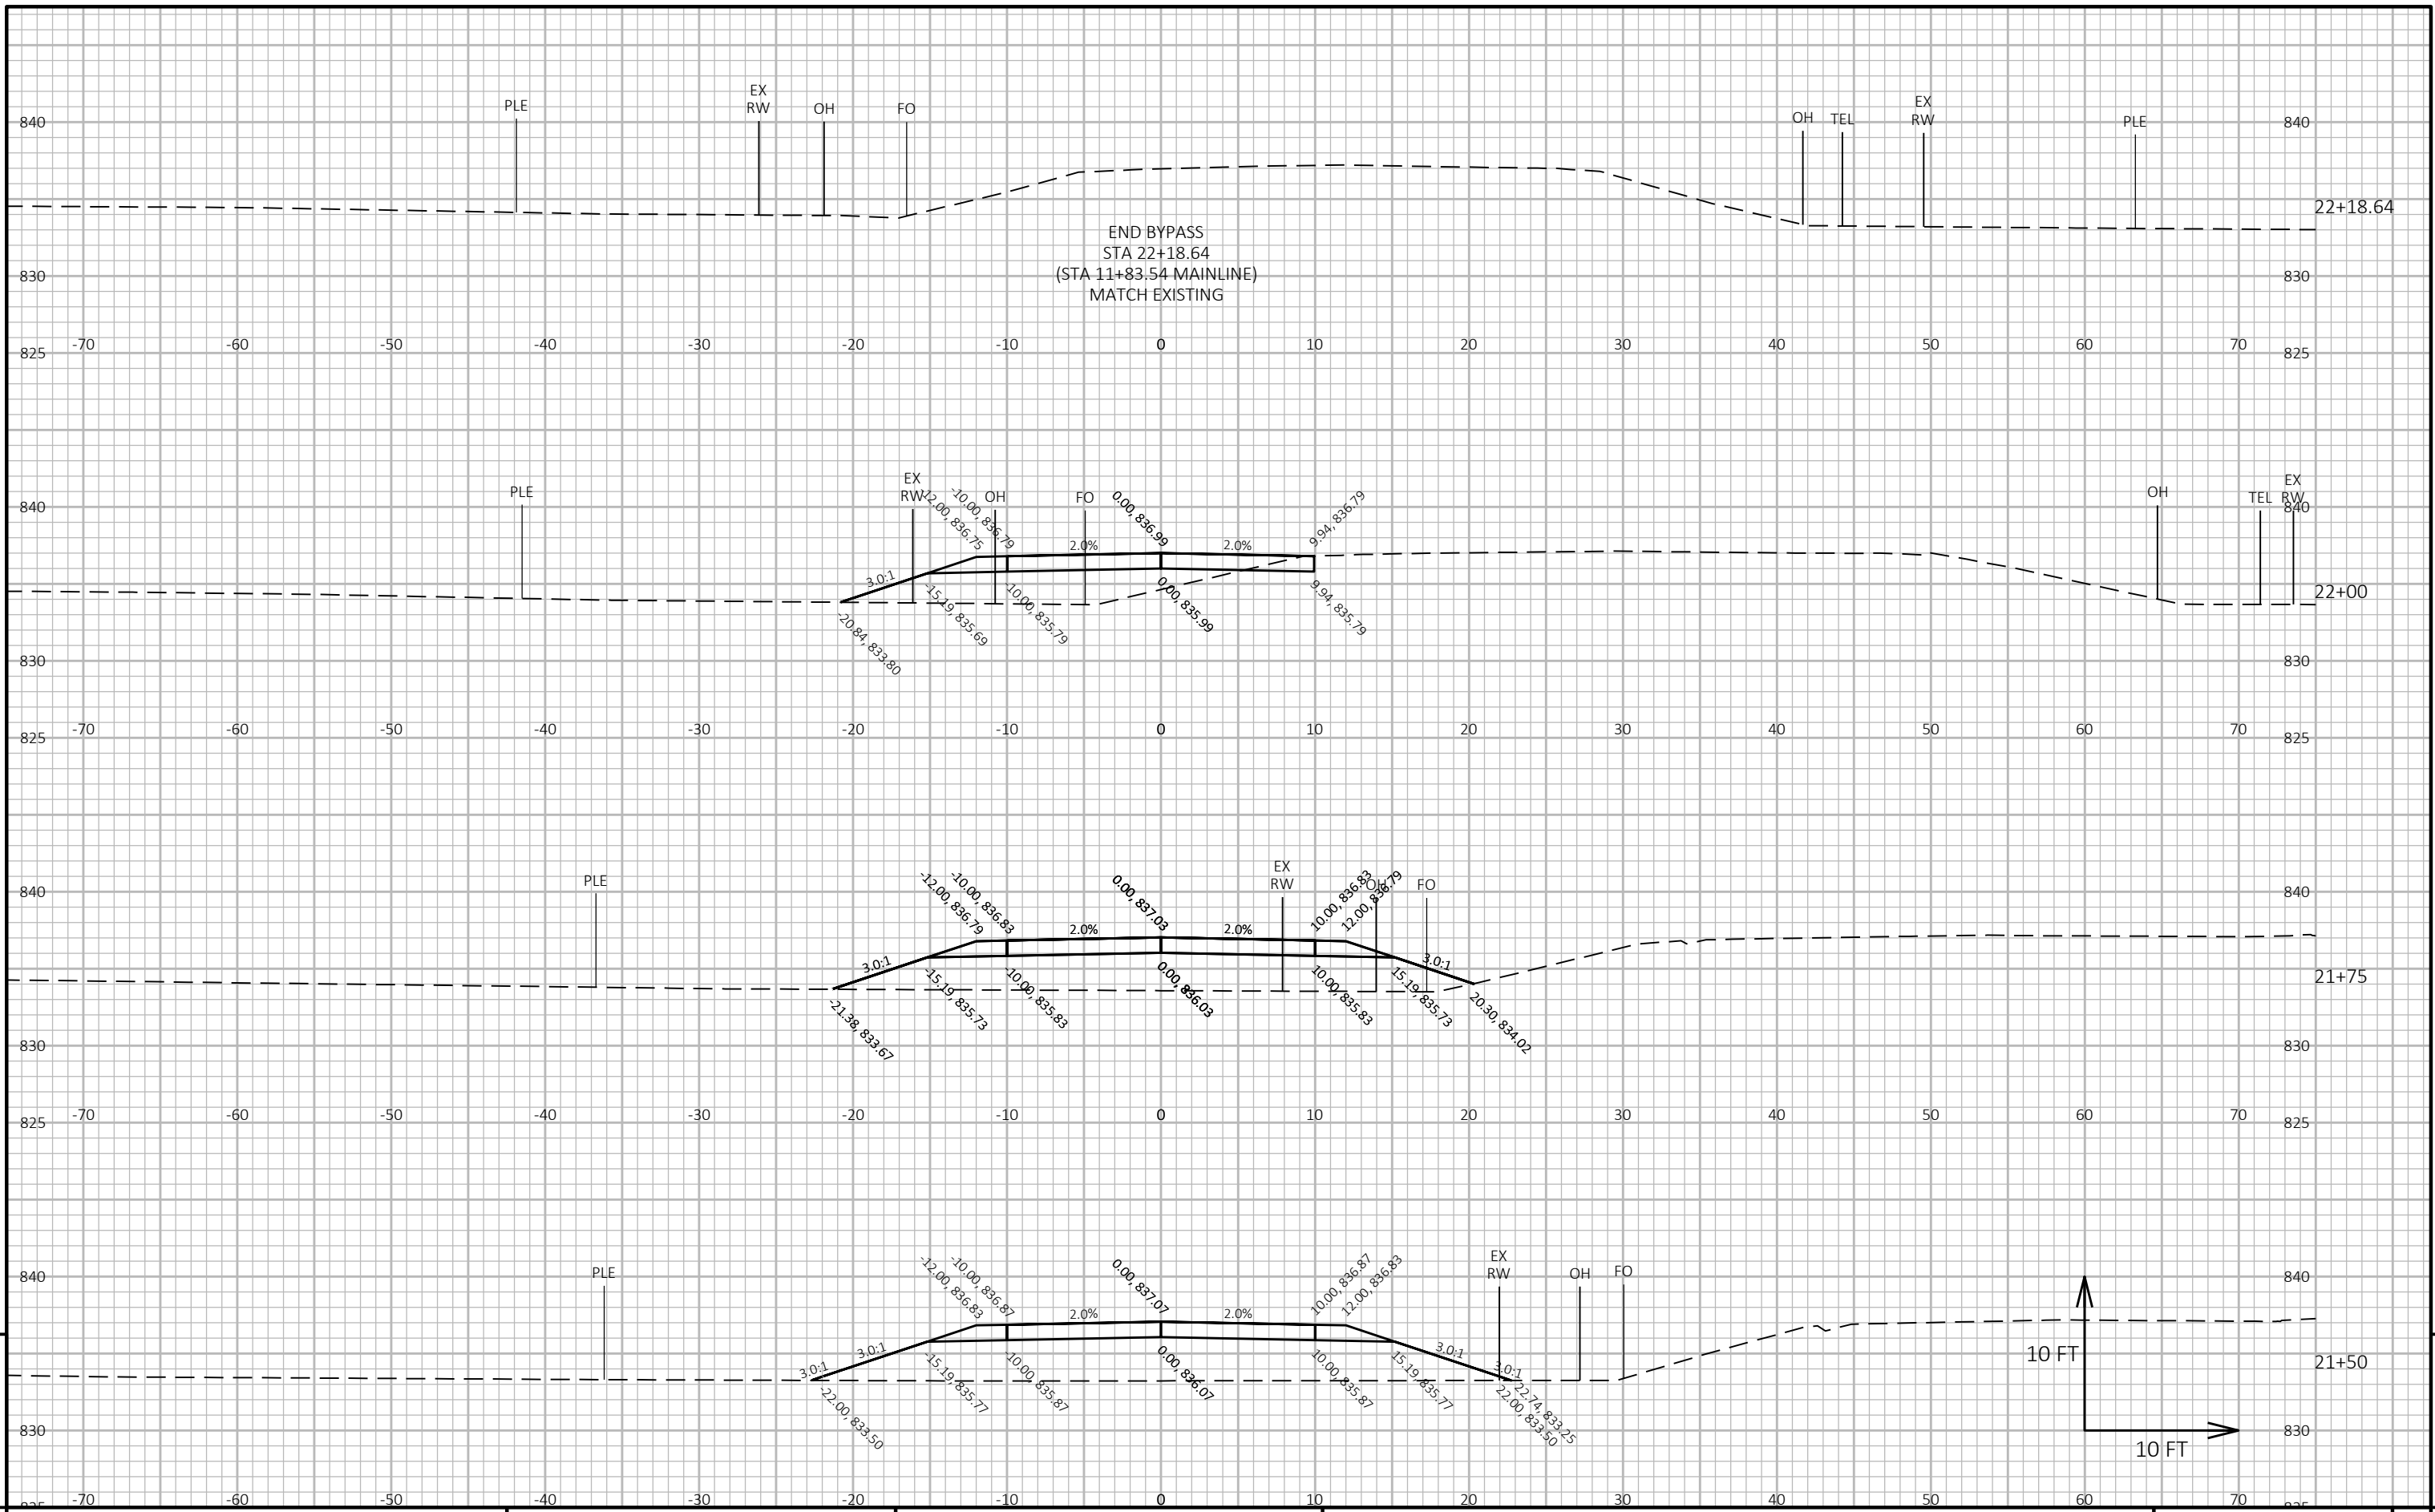 PLE
EX
RW
OH
FO
OH
TEL
EX
RW
PLE
840
840
22+18.64
END BYPASS
STA 22+18.64
(STA 11+83.54 MAINLINE)
MATCH EXISTING
830
830
-70 -60 -50 -40 -30 -20 -10 0 10 20 30 40 50 60 70
825
825
PLE
EX
RW
OH
FO
OH
TEL
EX
RW
840
840
-12.00, 836.75
-10.00, 836.79
0.00, 836.99
9.94, 836.79
2.0%
2.0%
3.0:1
22+00
-20.84, 833.80
-15.19, 835.69
-10.00, 835.79
0.00, 835.99
9.94, 835.79
830
830
-70 -60 -50 -40 -30 -20 -10 0 10 20 30 40 50 60 70
825
825
PLE
EX
RW
OH
FO
840
840
-12.00, 836.79
-10.00, 836.83
0.00, 837.03
10.00, 836.83
12.00, 836.79
2.0%
2.0%
3.0:1
3.0:1
21+75
-21.38, 833.67
-15.19, 835.73
-10.00, 835.83
0.00, 836.03
10.00, 835.83
15.19, 835.73
20.30, 834.02
830
830
-70 -60 -50 -40 -30 -20 -10 0 10 20 30 40 50 60 70
825
825
PLE
EX
RW
OH
FO
840
840
-12.00, 836.83
-10.00, 836.87
0.00, 837.07
10.00, 836.87
12.00, 836.83
2.0%
2.0%
3.0:1
3.0:1
3.0:1
3.0:1
10 FT
21+50
-22.00, 833.50
-15.19, 835.77
-10.00, 835.87
0.00, 836.07
10.00, 835.87
15.19, 835.77
22.00, 833.50
22.74, 833.25
830
830
10 FT
-70 -60 -50 -40 -30 -20 -10 0 10 20 30 40 50 60 70
825
825